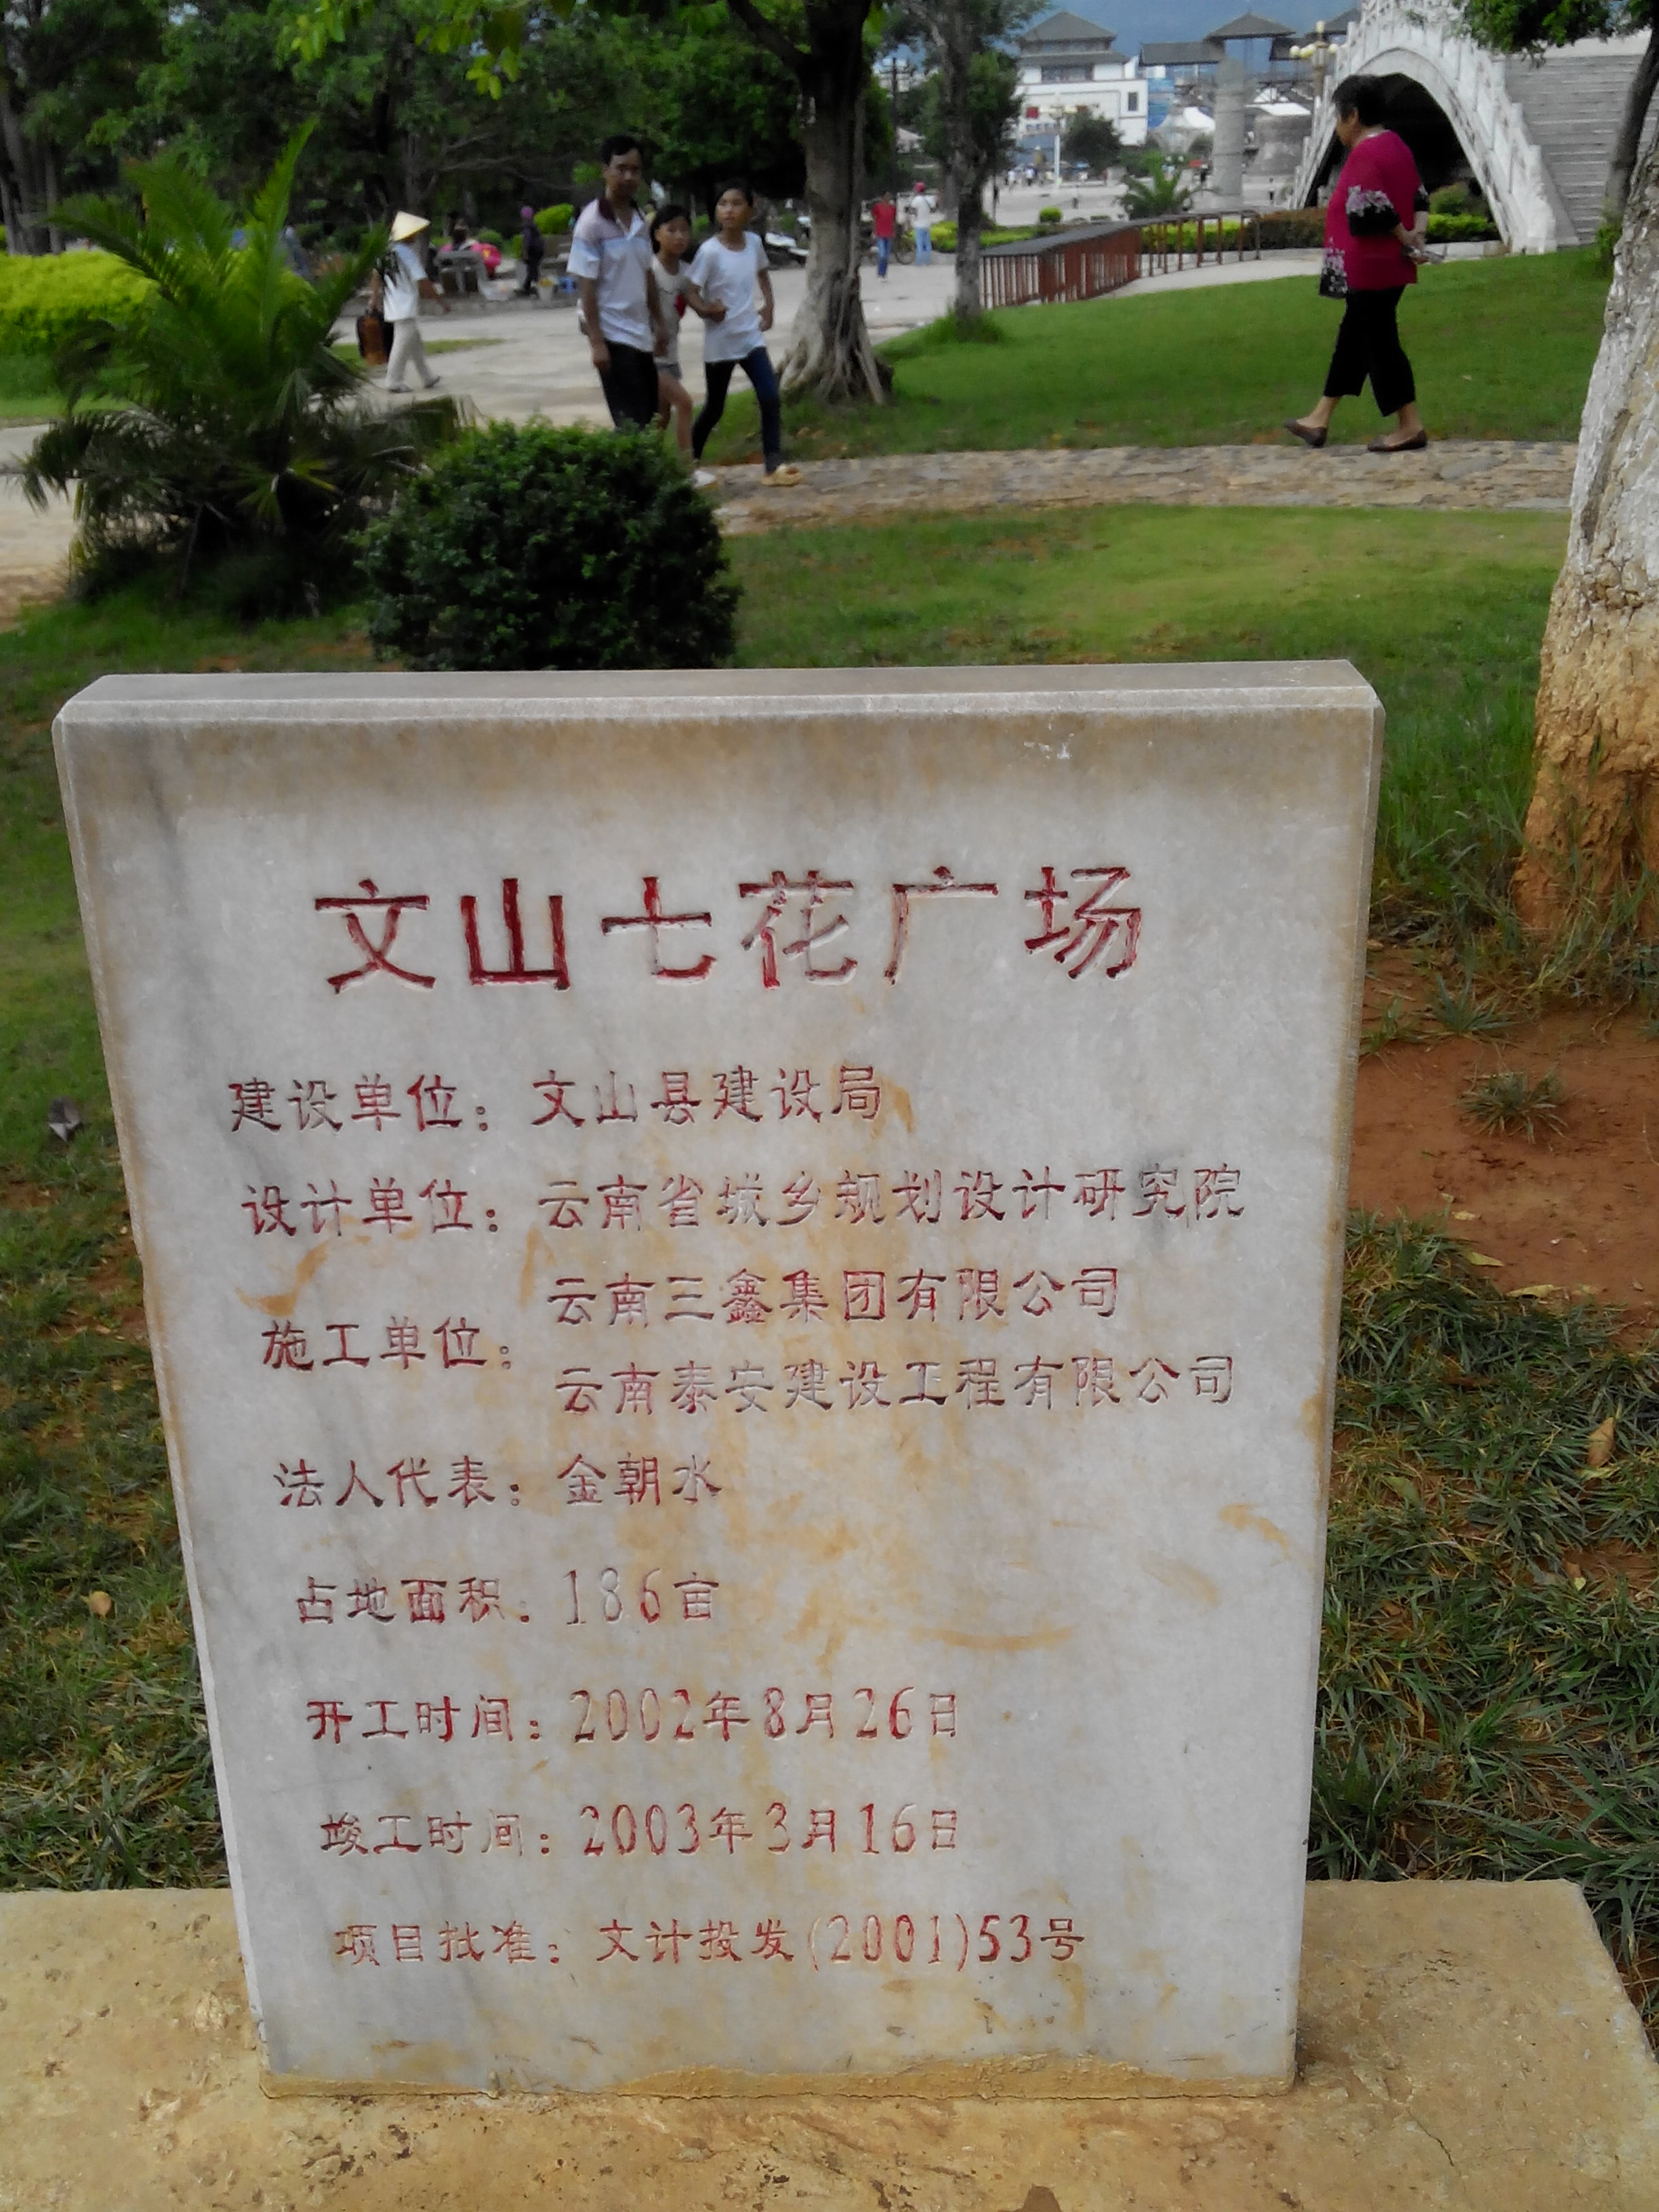 文山七花广场
建设单位：文山县建设局
设计单位：云南省城乡规划设计研究院
施工单位：云南三鑫集团有限公司
云南泰安建设工程有限公司
法人代表：金朝水
占地面积：186亩
开工时间：2002年8月26日
竣工时间：2003年3月16日
项目批准：文计投发(2001)53号